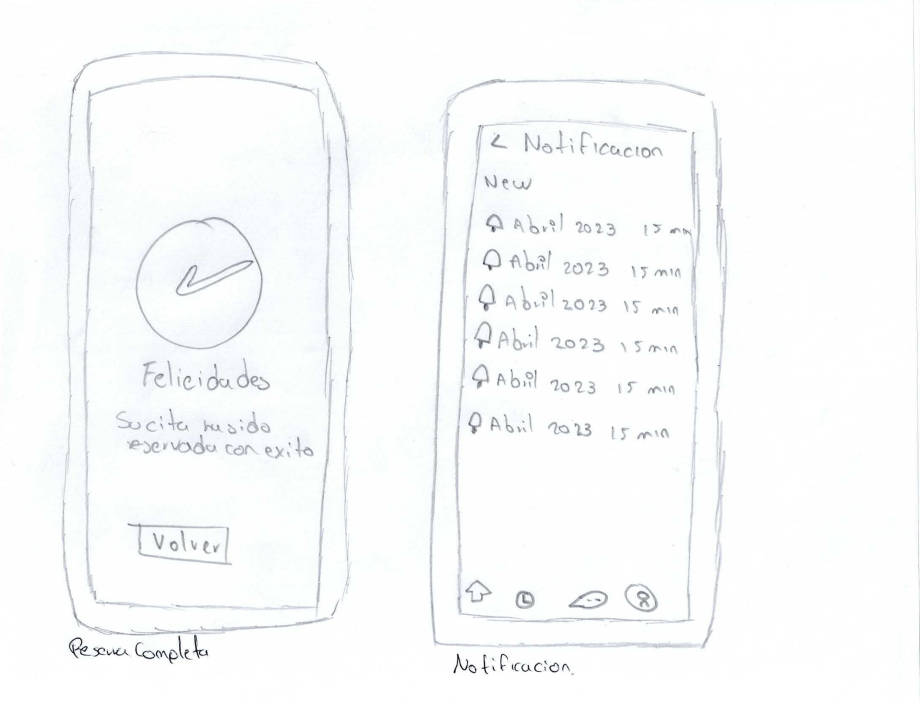 Felicidades
Su cita ha sido
reservada con exito
Volver
Reserva Completa
< Notificacion
New
Abril 2023 15 min
Abril 2023 15 min
Abril 2023 15 min
Abril 2023 15 min
Abril 2023 15 min
Abril 2023 15 min
Notificacion.